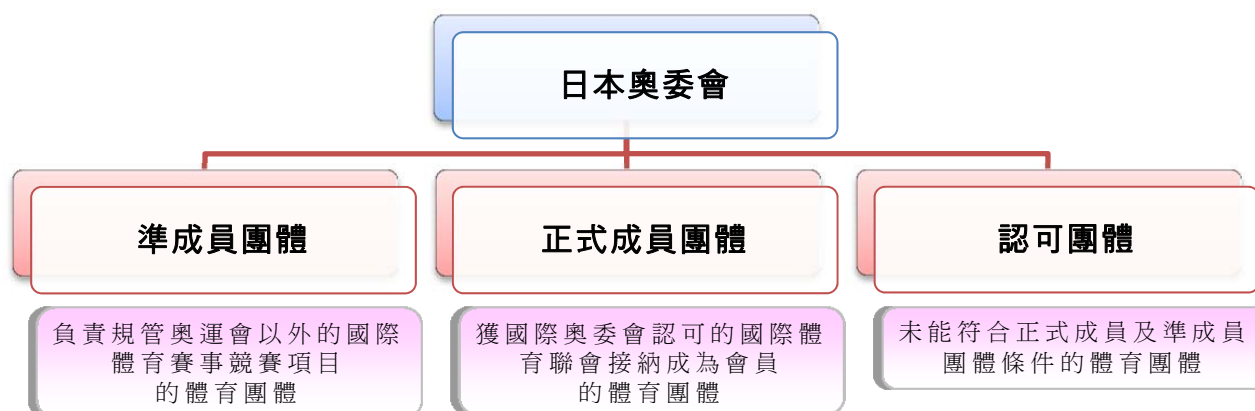 日本奧委會
準成員團體
正式成員團體
認可團體
負責規管奧運會以外的國際
體育賽事競賽項目
的體育團體
獲國際奧委會認可的國際體
育聯會接納成為會員
的體育團體
未能符合正式成員及準成員
團體條件的體育團體